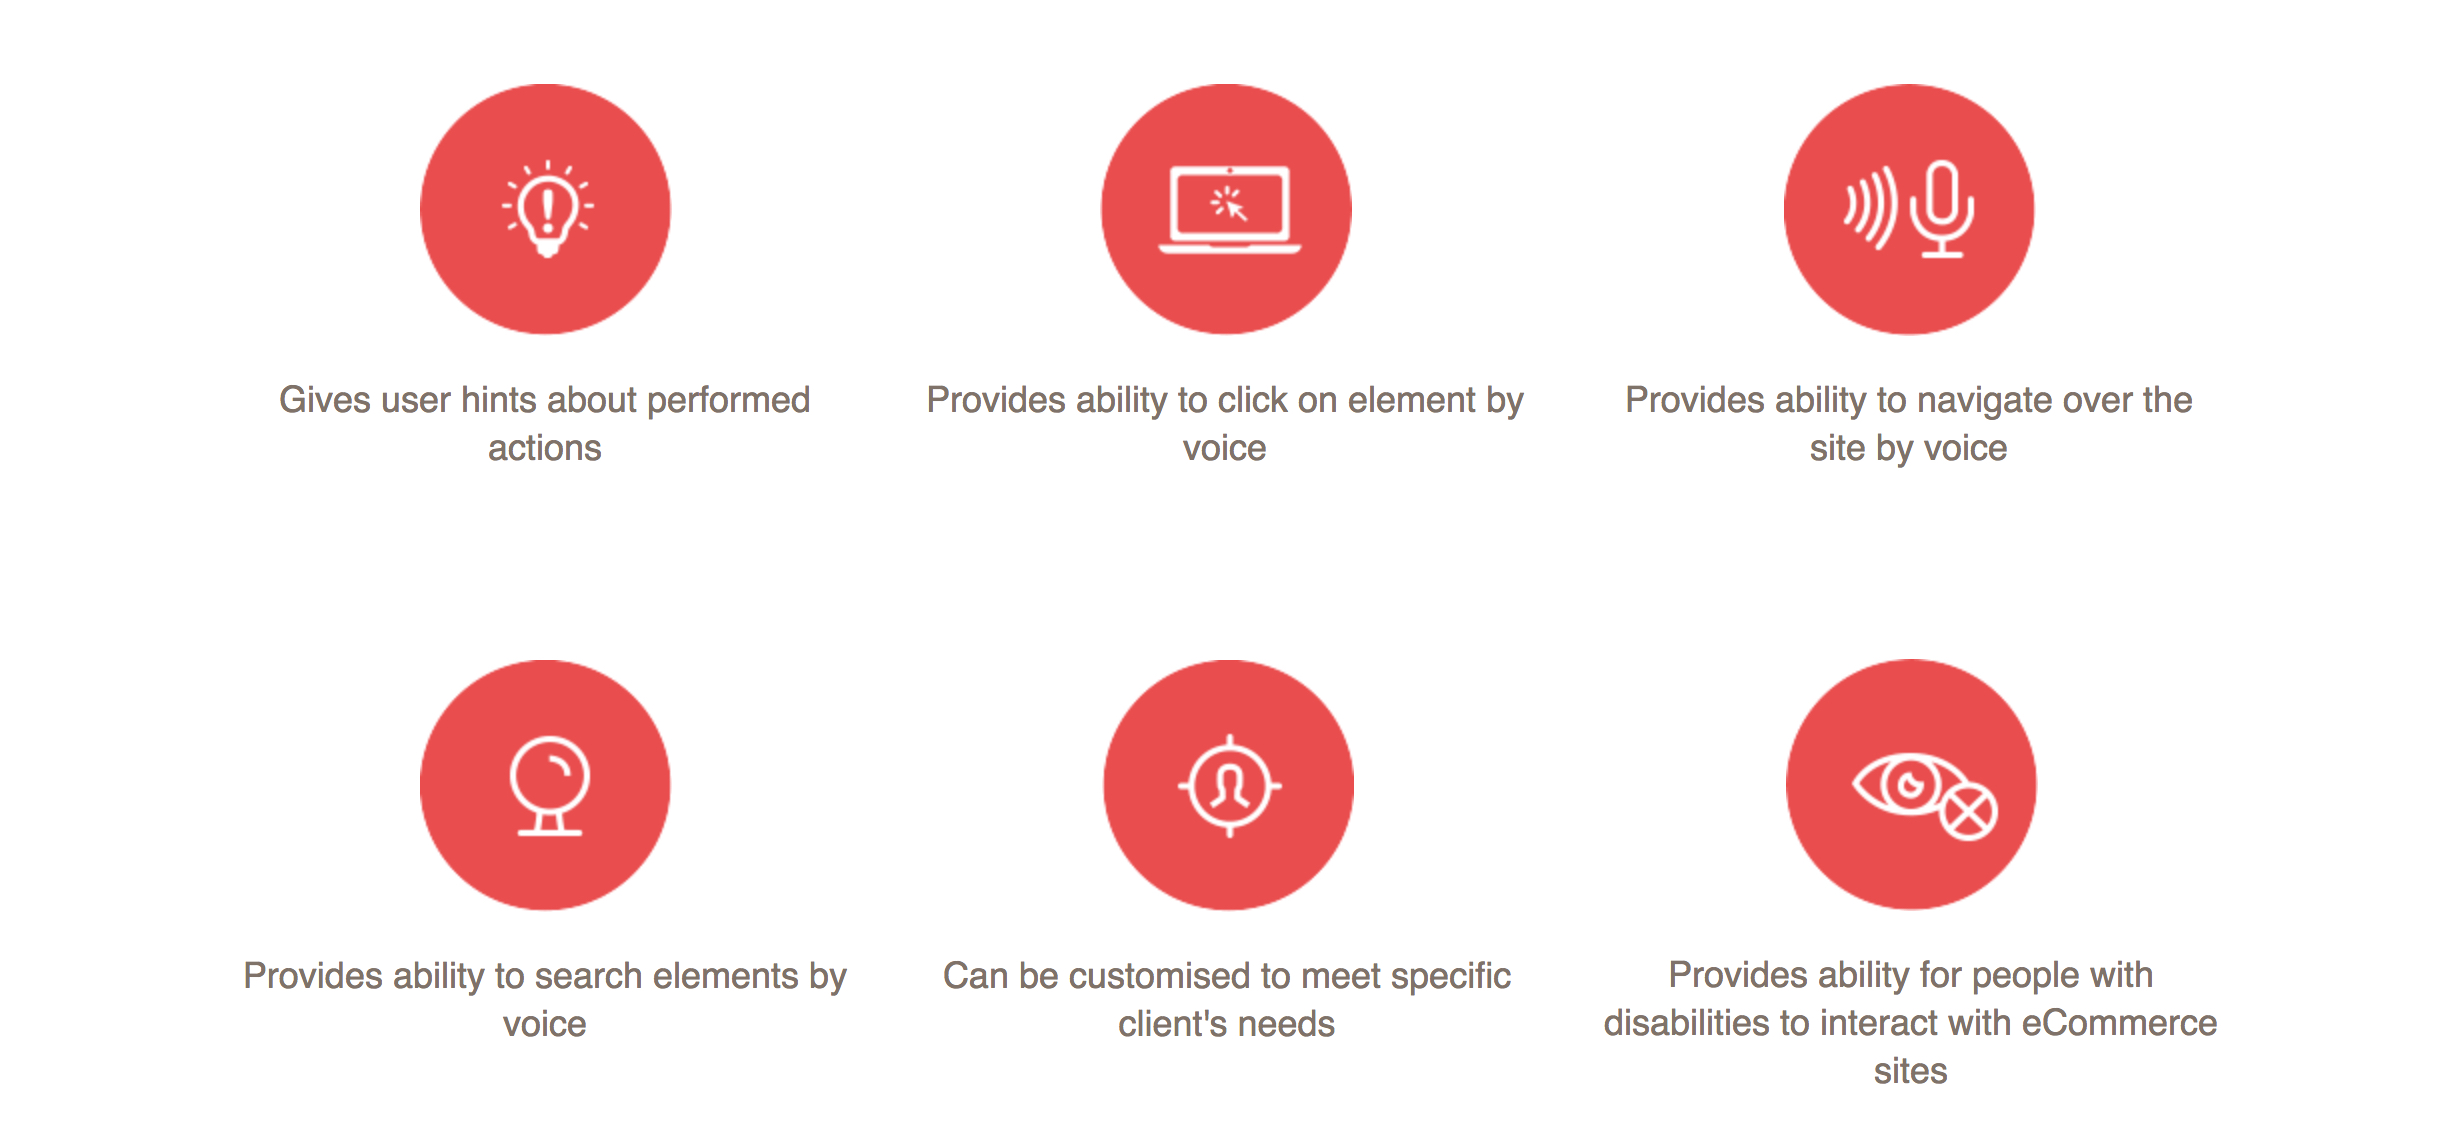 Gives user hints about performed
actions
Provides ability to click on element by
voice
Provides ability to navigate over the
site by voice
Provides ability to search elements by
voice
Can be customised to meet specific
client's needs
Provides ability for people with
disabilities to interact with eCommerce
sites